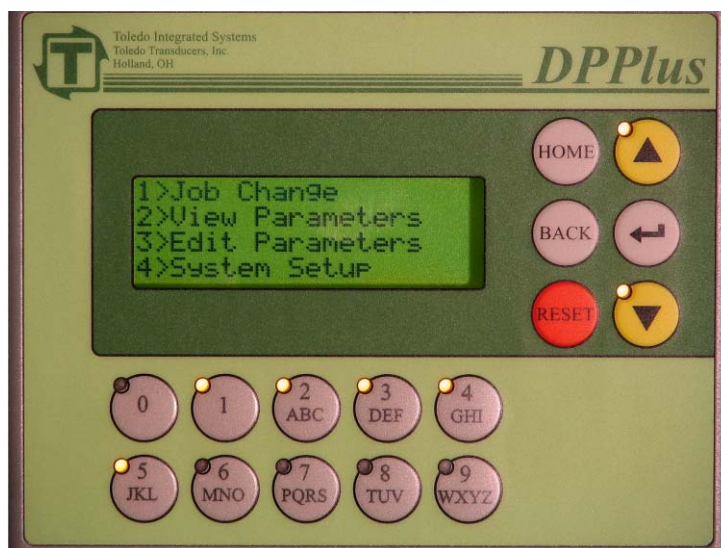 T
Toledo Integrated Systems
Toledo Transducers, Inc.
Holland, OH
DPPlus
1>Job Change
2>View Parameters
3>Edit Parameters
4>System Setup
HOME
BACK
RESET
0
1
2
ABC
3
DEF
4
GHI
5
JKL
6
MNO
7
PQRS
8
TUV
9
WXYZ